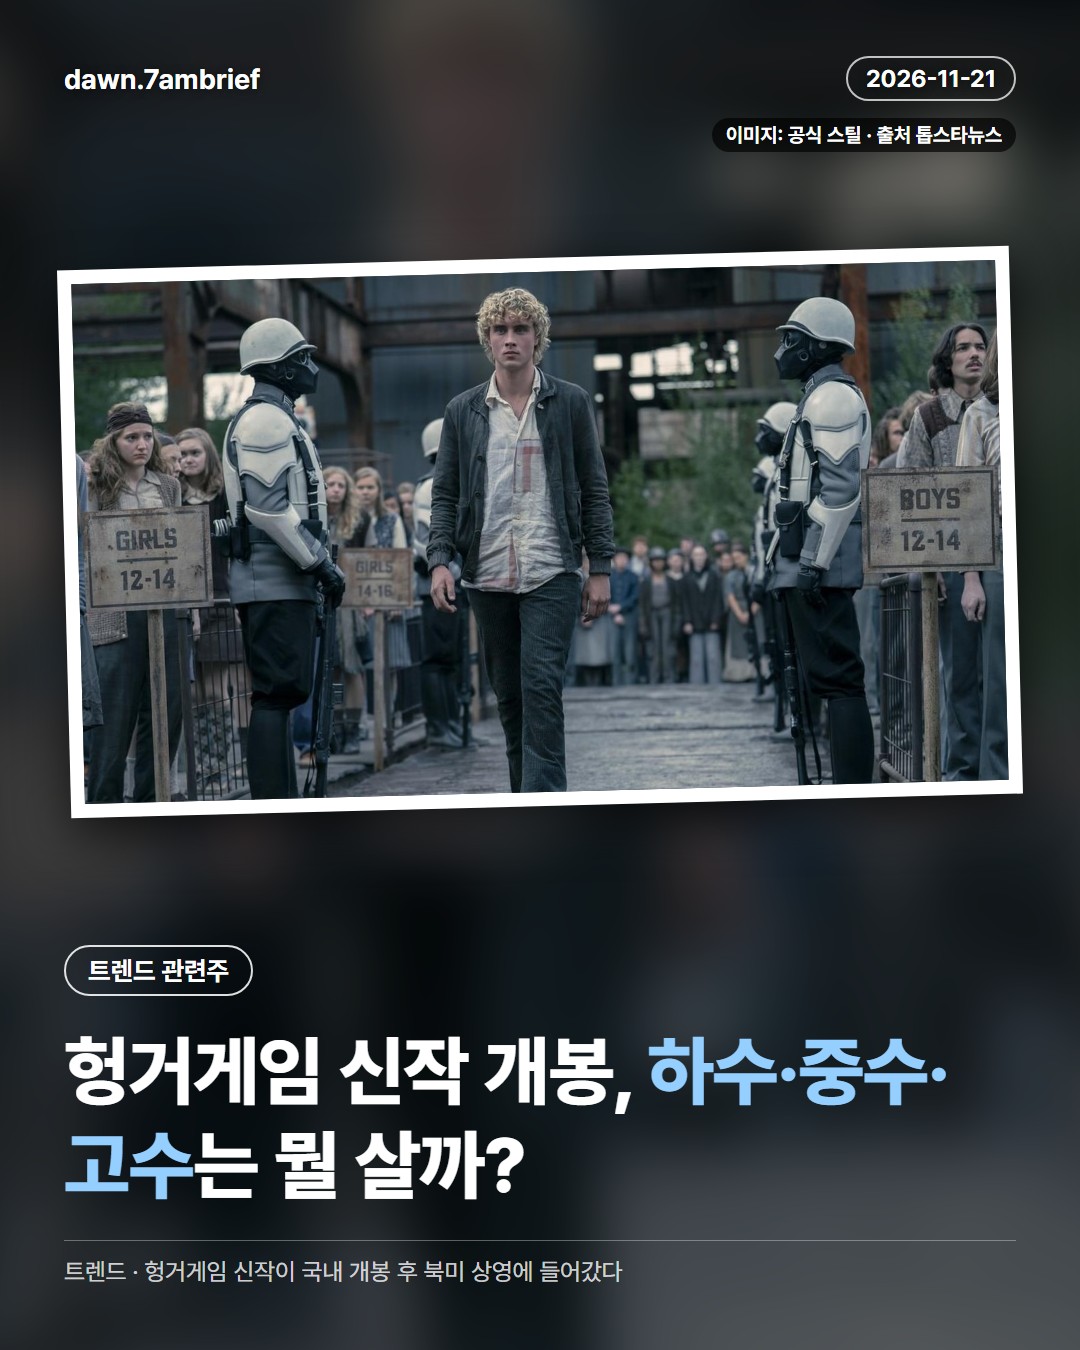 dawn.7ambrief
2026-11-21
이미지: 공식 스틸 · 출처 톱스타뉴스
GIRLS
12-14
GIRLS
14-16
BOYS
12-14
트렌드 관련주
헝거게임 신작 개봉, 하수·중수·
고수는 뭘 살까?
트렌드 · 헝거게임 신작이 국내 개봉 후 북미 상영에 들어갔다